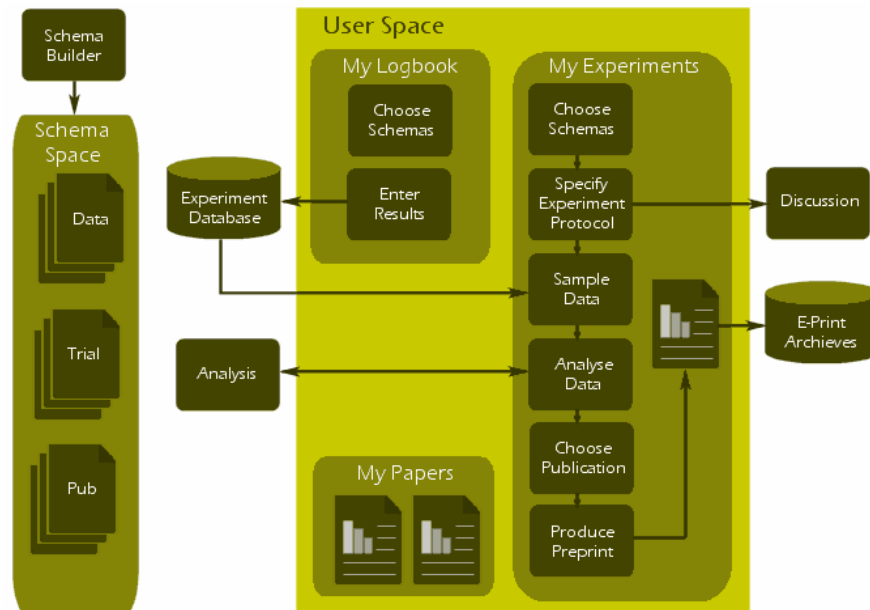 Schema
Builder
Schema
Space
Data
Trial
Pub
Experiment
Database
Analysis
User Space
My Logbook
Choose
Schemas
Enter
Results
My Papers
My Experiments
Choose
Schemas
Specify
Experiment
Protocol
Sample
Data
Analyse
Data
Choose
Publication
Produce
Preprint
Discussion
E-Print
Archieves